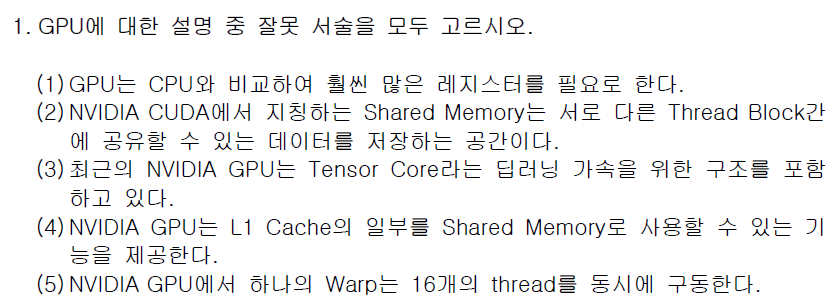 1. GPU에 대한 설명 중 잘못 서술을 모두 고르시오.
(1) GPU는 CPU와 비교하여 훨씬 많은 레지스터를 필요로 한다.
(2) NVIDIA CUDA에서 지칭하는 Shared Memory는 서로 다른 Thread Block간
에 공유할 수 있는 데이터를 저장하는 공간이다.
(3) 최근의 NVIDIA GPU는 Tensor Core라는 딥러닝 가속을 위한 구조를 포함
하고 있다.
(4) NVIDIA GPU는 L1 Cache의 일부를 Shared Memory로 사용할 수 있는 기
능을 제공한다.
(5) NVIDIA GPU에서 하나의 Warp는 16개의 thread를 동시에 구동한다.